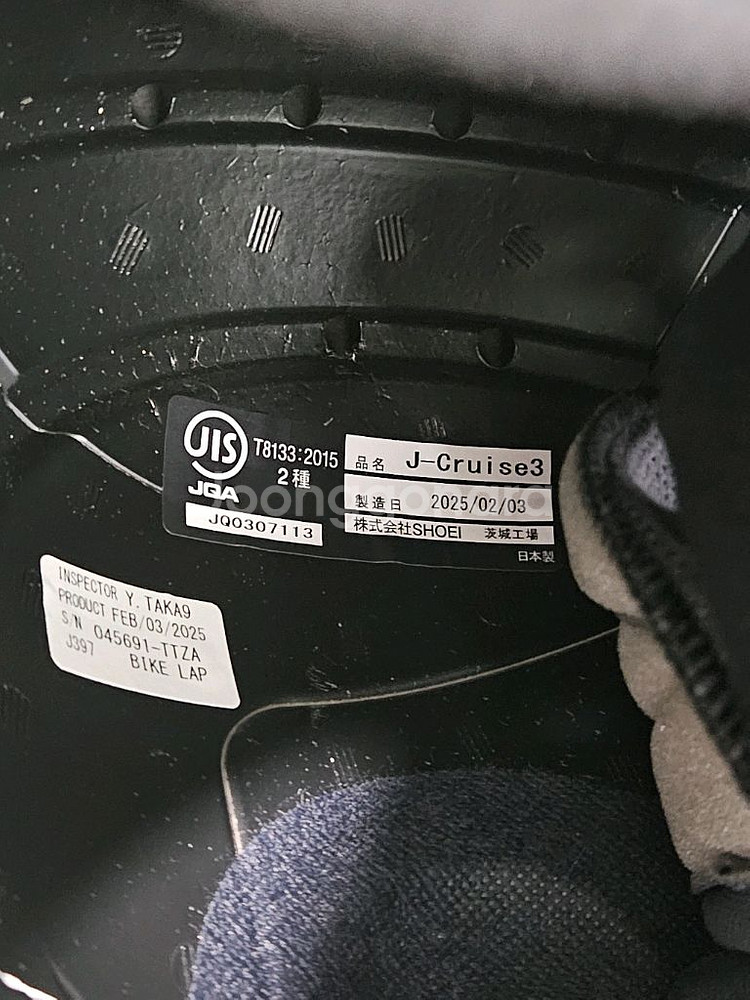 JIS
T8133:2015
2種
JQA
JQ0307113
品名 J-Cruise3
製造日 2025/02/03
株式会社SHOEI 茨城工場
日本製
INSPECTOR Y.TAKA9
PRODUCT FEB/03/2025
S/N 045691-TTZA
J397 BIKE LAP
Joonggonara